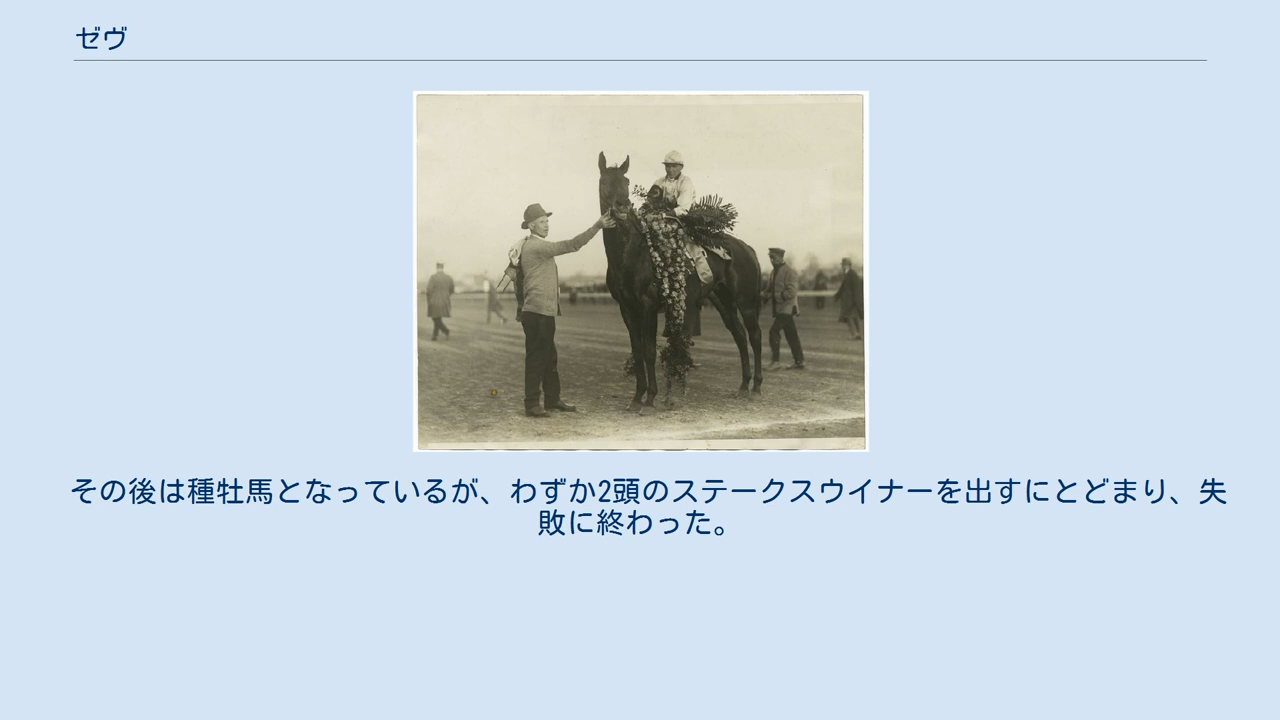 ゼヴ
その後は種牡馬となっているが、わずか2頭のステークスウイナーを出すにとどまり、失
敗に終わった。